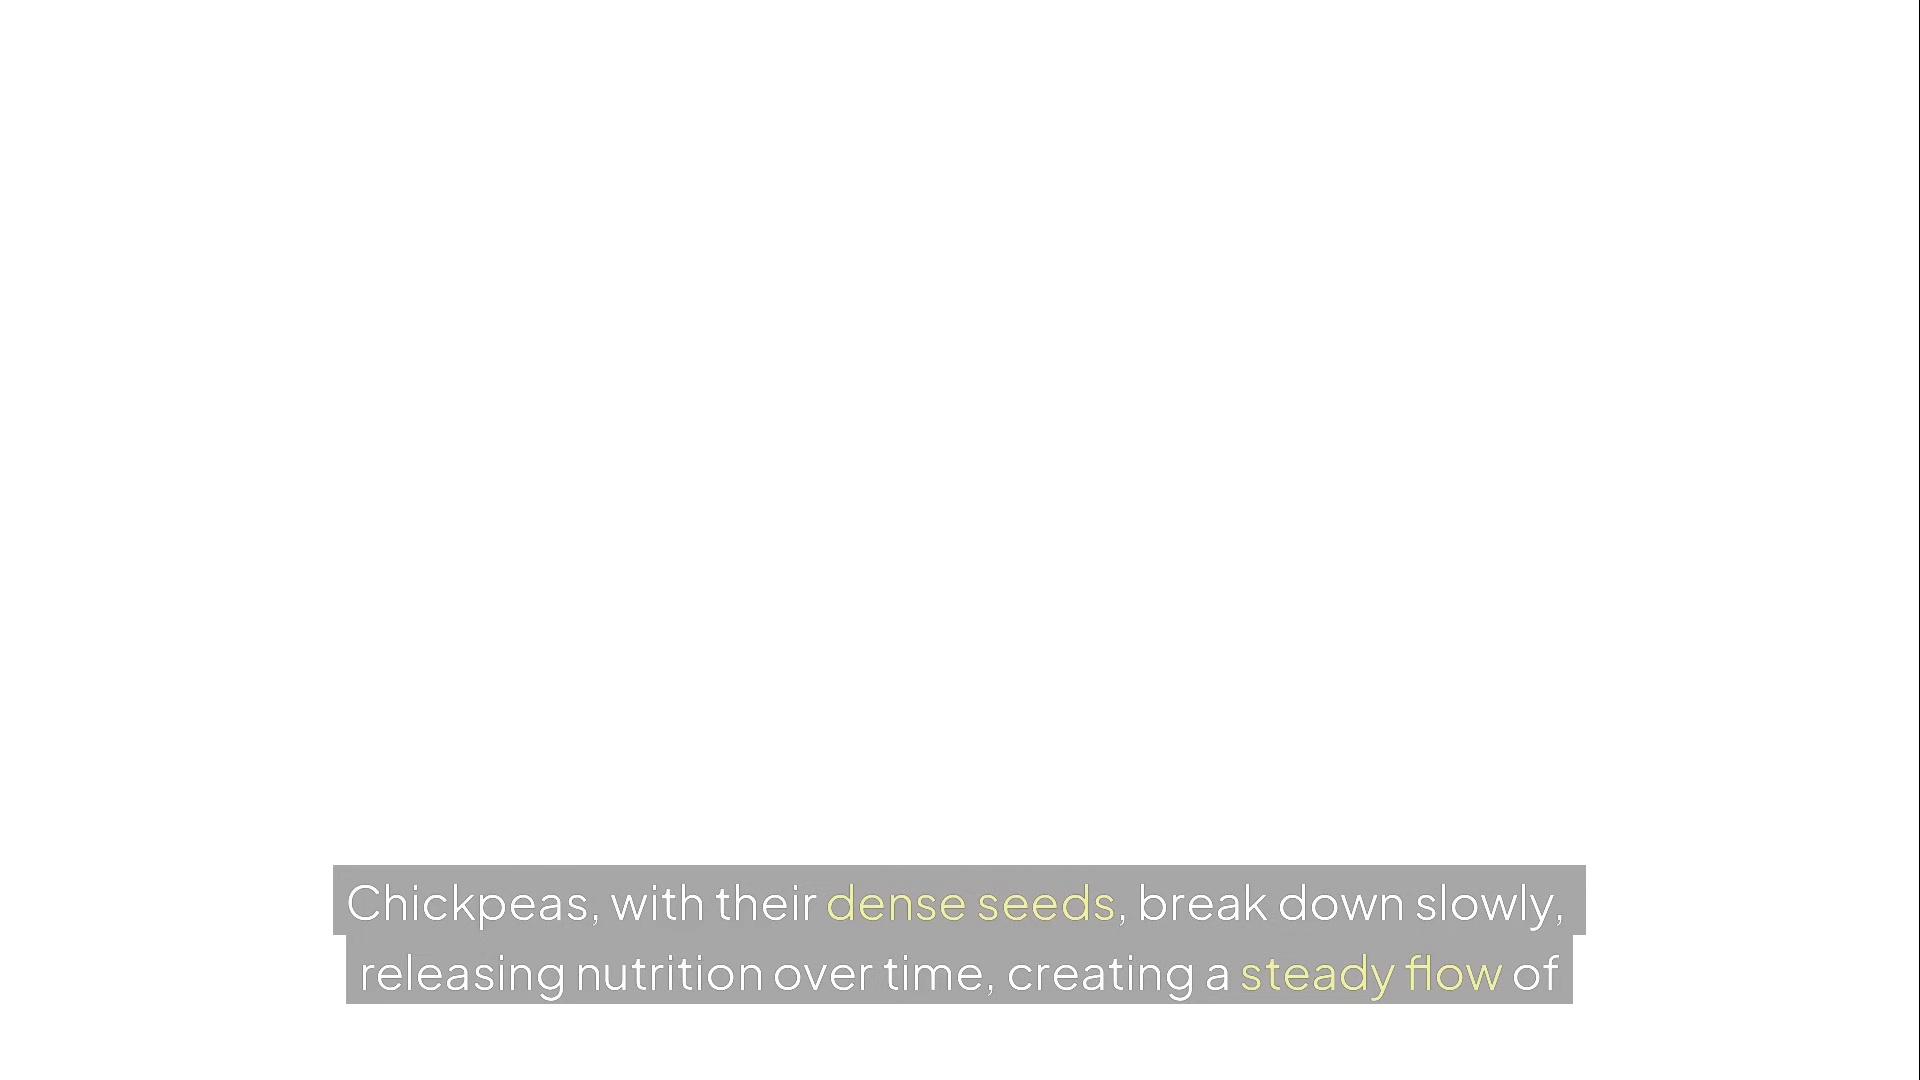 Chickpeas, with their dense seeds, break down slowly,
releasing nutrition over time, creating a steady flow of